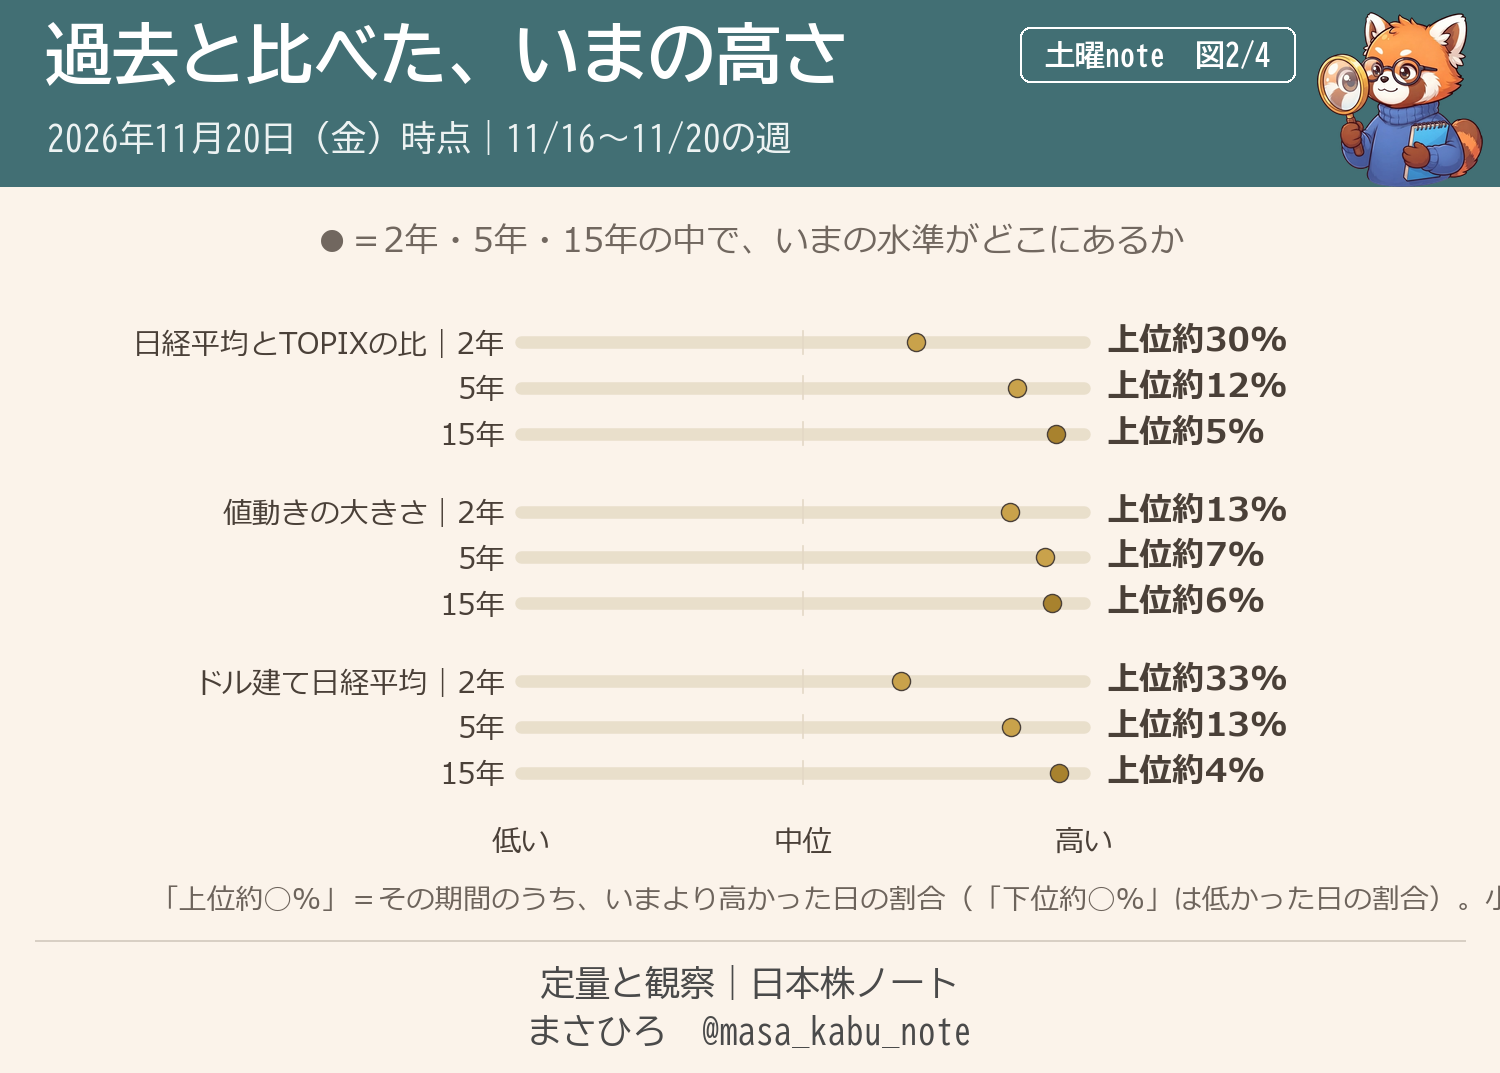 過去と比べた、いまの高さ
土曜note 図2/4
2026年11月20日（金）時点｜11/16〜11/20の週
●＝2年・5年・15年の中で、いまの水準がどこにあるか
日経平均とTOPIXの比｜2年 上位約30%
5年 上位約12%
15年 上位約5%
値動きの大きさ｜2年 上位約13%
5年 上位約7%
15年 上位約6%
ドル建て日経平均｜2年 上位約33%
5年 上位約13%
15年 上位約4%
低い 中位 高い
「上位約○%」＝その期間のうち、いまより高かった日の割合（「下位約○%」は低かった日の割合）。
定量と観察｜日本株ノート
まさひろ @masa_kabu_note